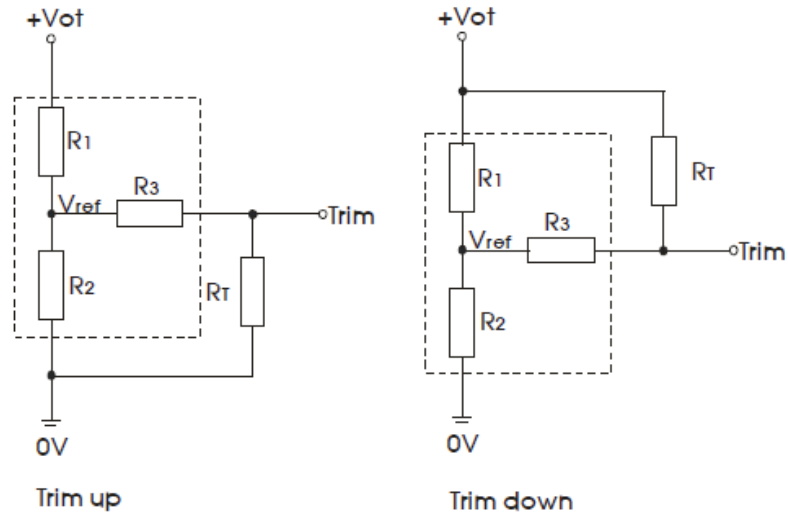 +Vot
R1
Vref
R3
Trim
R2
RT
0V
Trim up
+Vot
R1
RT
Vref
R3
Trim
R2
0V
Trim down